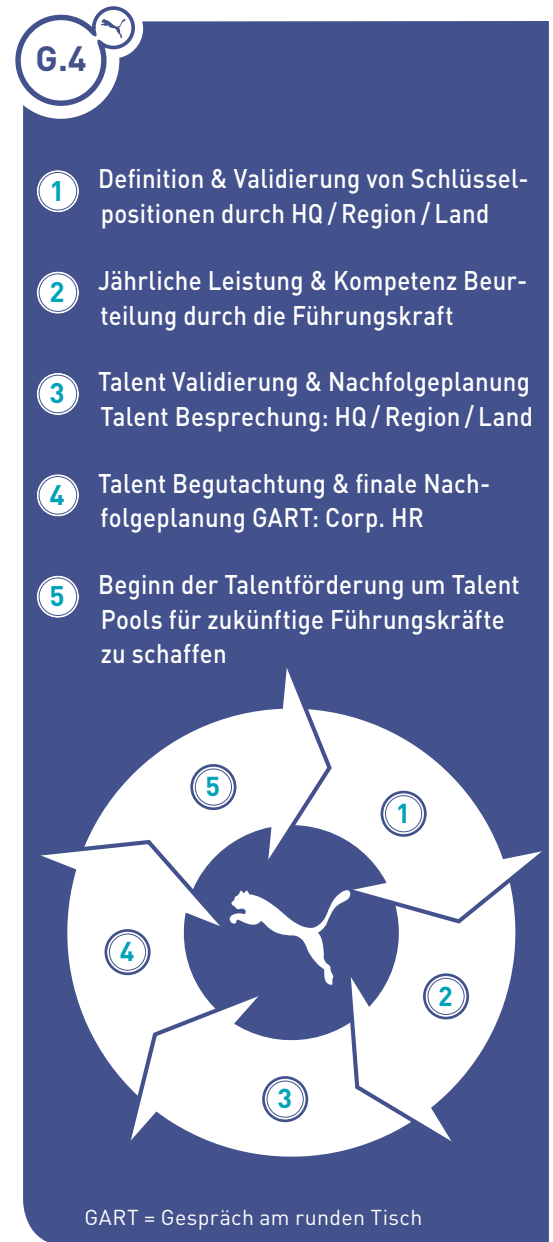 G.4
1 Definition & Validierung von Schlüssel-
positionen durch HQ / Region / Land
2 Jährliche Leistung & Kompetenz Beur-
teilung durch die Führungskraft
3 Talent Validierung & Nachfolgeplanung
Talent Besprechung: HQ / Region / Land
4 Talent Begutachtung & finale Nach-
folgeplanung GART: Corp. HR
5 Beginn der Talentförderung um Talent
Pools für zukünftige Führungskräfte
zu schaffen
5
1
4
2
3
GART = Gespräch am runden Tisch